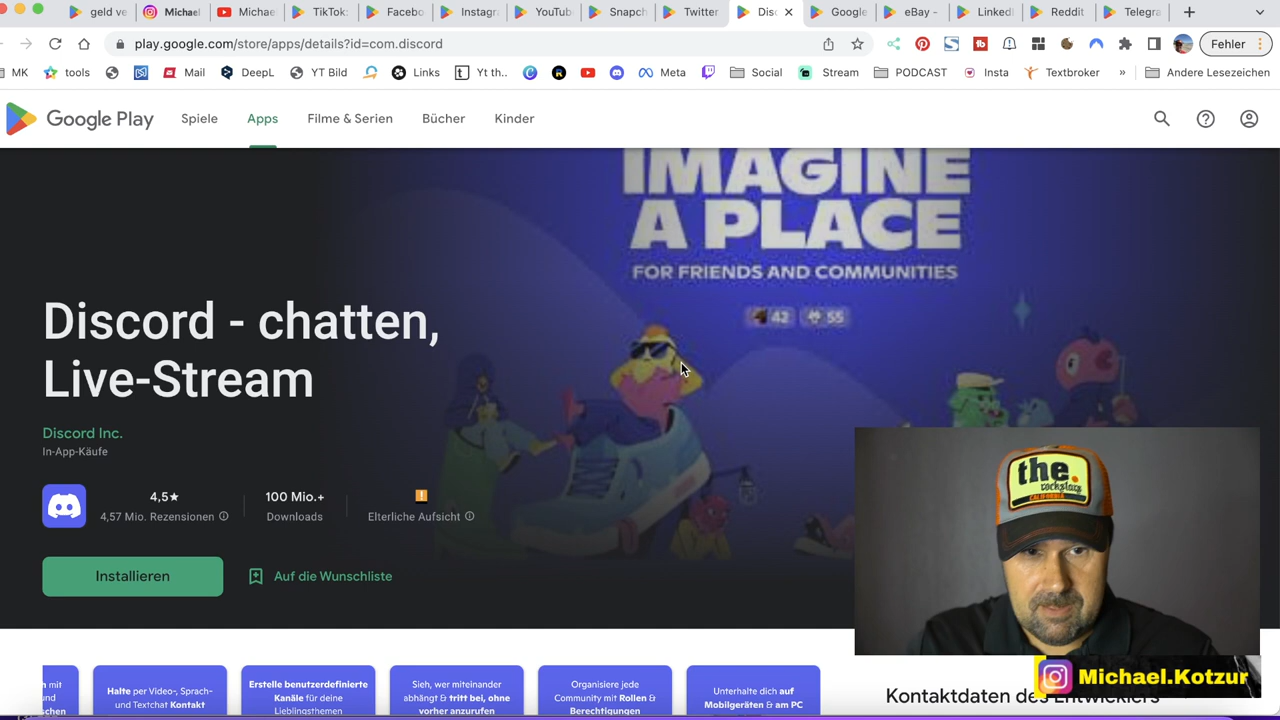 geld ve
Michael
Michae
TikTok:
Facebo
Instagr
YouTub
Snapch
Twitter
Disc
Google
eBay –
LinkedI
Reddit
Telegra
play.google.com/store/apps/details?id=com.discord
Fehler
MK
tools
Mail
DeepL
YT Bild
Links
Yt th..
Meta
Social
Stream
PODCAST
Insta
Textbroker
»
Andere Lesezeichen
Google Play
Spiele
Apps
Filme & Serien
Bücher
Kinder
IMAGINE
A PLACE
FOR FRIENDS AND COMMUNITIES
42
55
Discord - chatten,
Live-Stream
Discord Inc.
In-App-Käufe
4,5★
4,57 Mio. Rezensionen
100 Mio.+
Downloads
Elterliche Aufsicht
Installieren
Auf die Wunschliste
the.
rockstars
CALIFORNIA
h mit
und
schen
Halte per Video-, Sprach-
und Textchat Kontakt
Erstelle benutzerdefinierte
Kanäle für deine
Lieblingsthemen
Sieh, wer miteinander
abhängt & tritt bei, ohne
vorher anzurufen
Organisiere jede
Community mit Rollen &
Berechtigungen
Unterhalte dich auf
Mobilgeräten & am PC
Kontaktdaten des Entwicklers
Michael.Kotzur